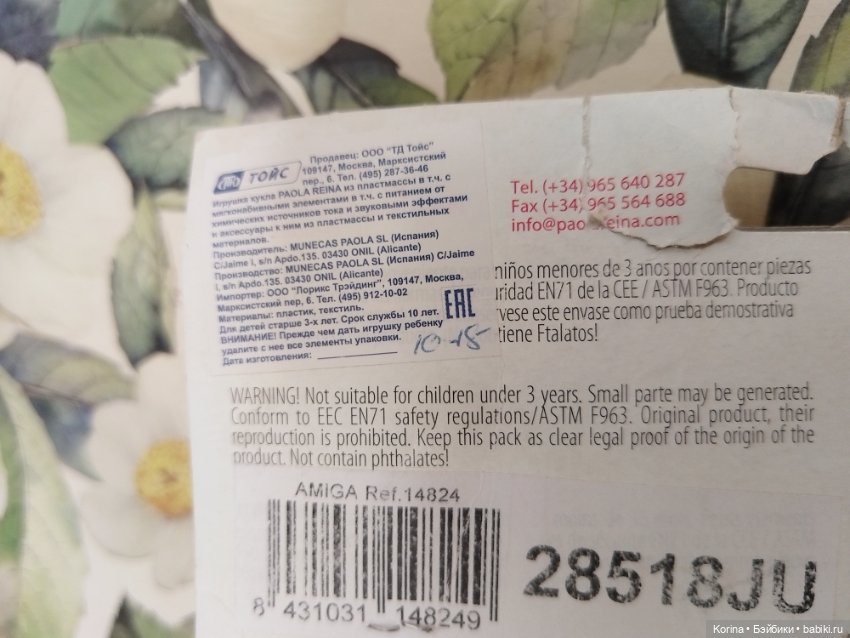 ТОЙС
Продавец: ООО "ТД Тойс"
109147, Москва, Марксистский
пер., 6. Тел. (495) 287-36-46
Игрушка кукла PAOLA REINA из пластмассы в т.ч. с
мягконабивными элементами в т.ч. с питанием от
химических источников тока и звуковыми эффектами
и аксессуары к ним из пластмассы и текстильных
материалов.
Производитель: MUNECAS PAOLA SL (Испания)
C/Jaime I, s/n Apdo.135. 03430 ONIL (Alicante)
Производство: MUNECAS PAOLA SL (Испания) C/Jaime
I, s/n Apdo.135. 03430 ONIL (Alicante)
Импортер: ООО "Лорикс Трэйдинг", 109147, Москва,
Марксистский пер, 6. Тел. (495) 912-10-02
Материалы: пластик, текстиль.
Для детей старше 3-х лет. Срок службы 10 лет.
ВНИМАНИЕ! Прежде чем дать игрушку ребенку
удалите с нее все элементы упаковки.
Дата изготовления:
10-18
EAC
Tel. (+34) 965 640 287
Fax (+34) 965 564 688
info@pao reina.com
niños menores de 3 años por contener piezas
uridad EN71 de la CEE / ASTM F963. Producto
rvese este envase como prueba demostrativa
tiene Ftalatos!
WARNING! Not suitable for children under 3 years. Small parte may be generated.
Conform to EEC EN71 safety regulations/ASTM F963. Original product, their
reproduction is prohibited. Keep this pack as clear legal proof of the origin of the
product. Not contain phthalates!
AMIGA Ref.14824
8 431031 148249
28518JU
Korina • Бэйбики • babiki.ru